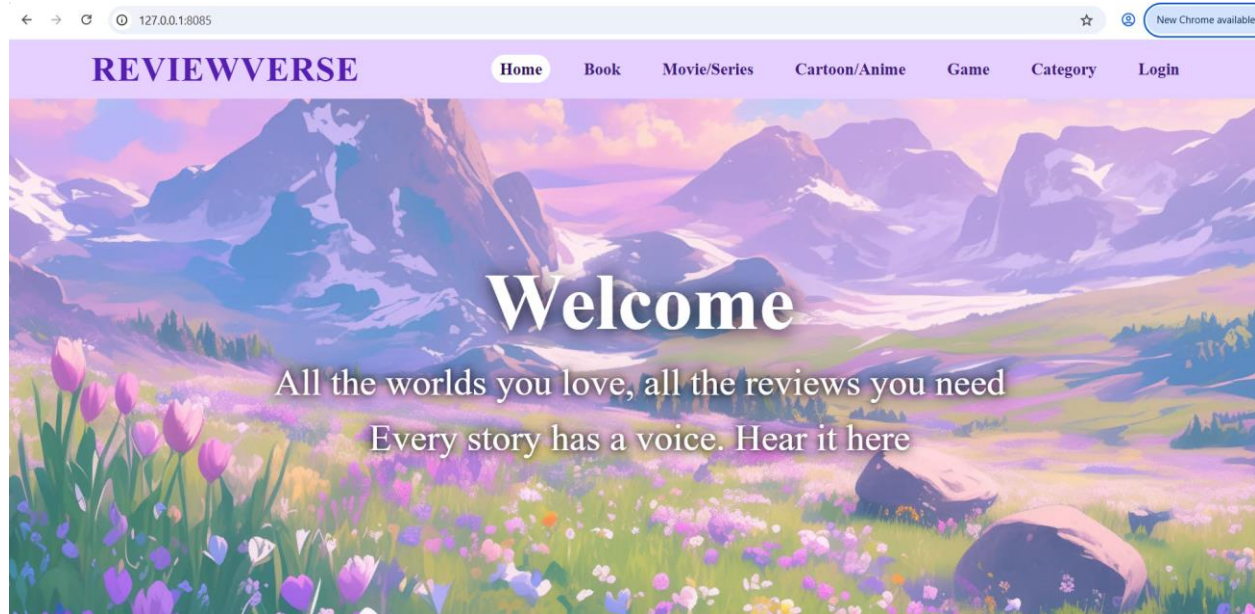 127.0.0.1:8085
New Chrome available
REVIEWVERSE
Home Book Movie/Series Cartoon/Anime Game Category Login
Welcome
All the worlds you love, all the reviews you need
Every story has a voice. Hear it here